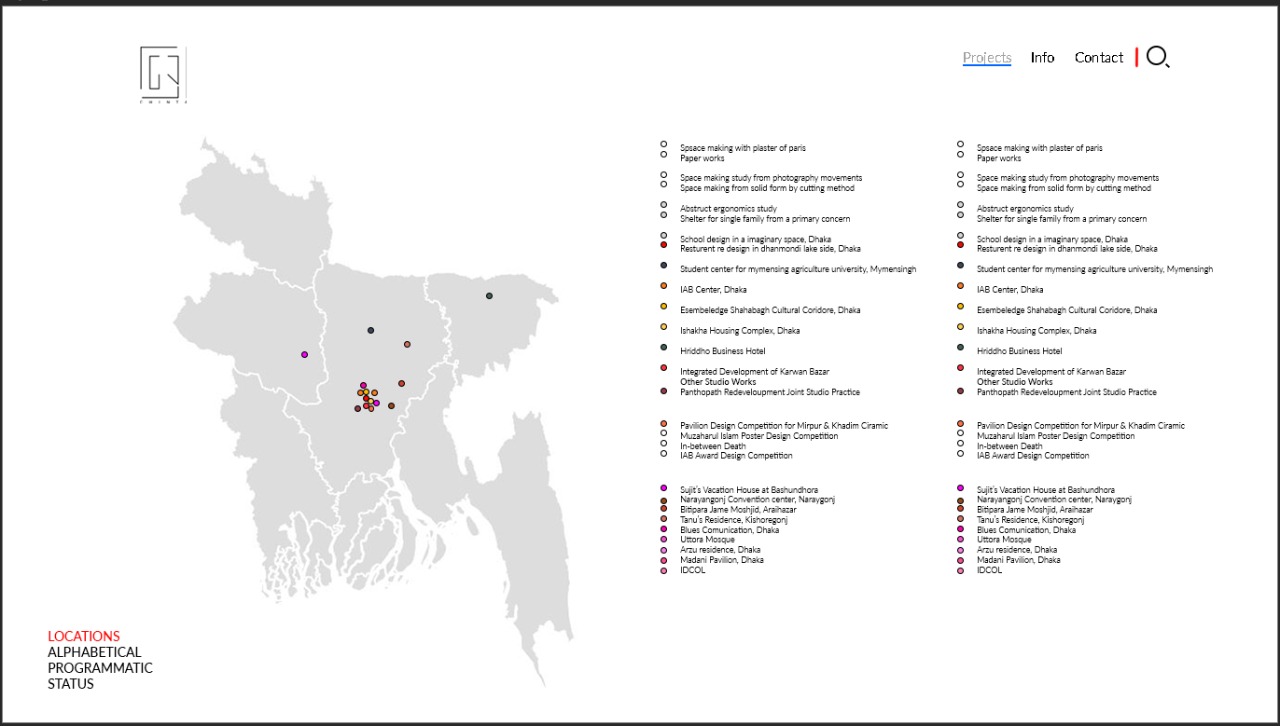 Projects Info Contact
Spsace making with plaster of paris
Paper works
Space making study from photography movements
Space making from solid form by cutting method
Abstruct ergonomics study
Shelter for single family from a primary concern
School design in a imaginary space, Dhaka
Resturent re design in dhanmondi lake side, Dhaka
Student center for mymensing agriculture university, Mymensingh
IAB Center, Dhaka
Esembeledge Shahabagh Cultural Coridore, Dhaka
Ishakha Housing Complex, Dhaka
Hriddho Business Hotel
Integrated Development of Karwan Bazar
Other Studio Works
Panthopath Redeveloupment Joint Studio Practice
Pavilion Design Competition for Mirpur & Khadim Ciramic
Muzaharul Islam Poster Design Competition
In-between Death
IAB Award Design Competition
Sujit's Vacation House at Bashundhora
Narayangonj Convention center, Naraygonj
Bitipara Jame Moshjid, Araihazar
Tanu's Residence, Kishoregonj
Blues Comunication, Dhaka
Uttora Mosque
Arzu residence, Dhaka
Madani Pavilion, Dhaka
IDCOL
Spsace making with plaster of paris
Paper works
Space making study from photography movements
Space making from solid form by cutting method
Abstruct ergonomics study
Shelter for single family from a primary concern
School design in a imaginary space, Dhaka
Resturent re design in dhanmondi lake side, Dhaka
Student center for mymensing agriculture university, Mymensingh
IAB Center, Dhaka
Esembeledge Shahabagh Cultural Coridore, Dhaka
Ishakha Housing Complex, Dhaka
Hriddho Business Hotel
Integrated Development of Karwan Bazar
Other Studio Works
Panthopath Redeveloupment Joint Studio Practice
Pavilion Design Competition for Mirpur & Khadim Ciramic
Muzaharul Islam Poster Design Competition
In-between Death
IAB Award Design Competition
Sujit's Vacation House at Bashundhora
Narayangonj Convention center, Naraygonj
Bitipara Jame Moshjid, Araihazar
Tanu's Residence, Kishoregonj
Blues Comunication, Dhaka
Uttora Mosque
Arzu residence, Dhaka
Madani Pavilion, Dhaka
IDCOL
LOCATIONS
ALPHABETICAL
PROGRAMMATIC
STATUS